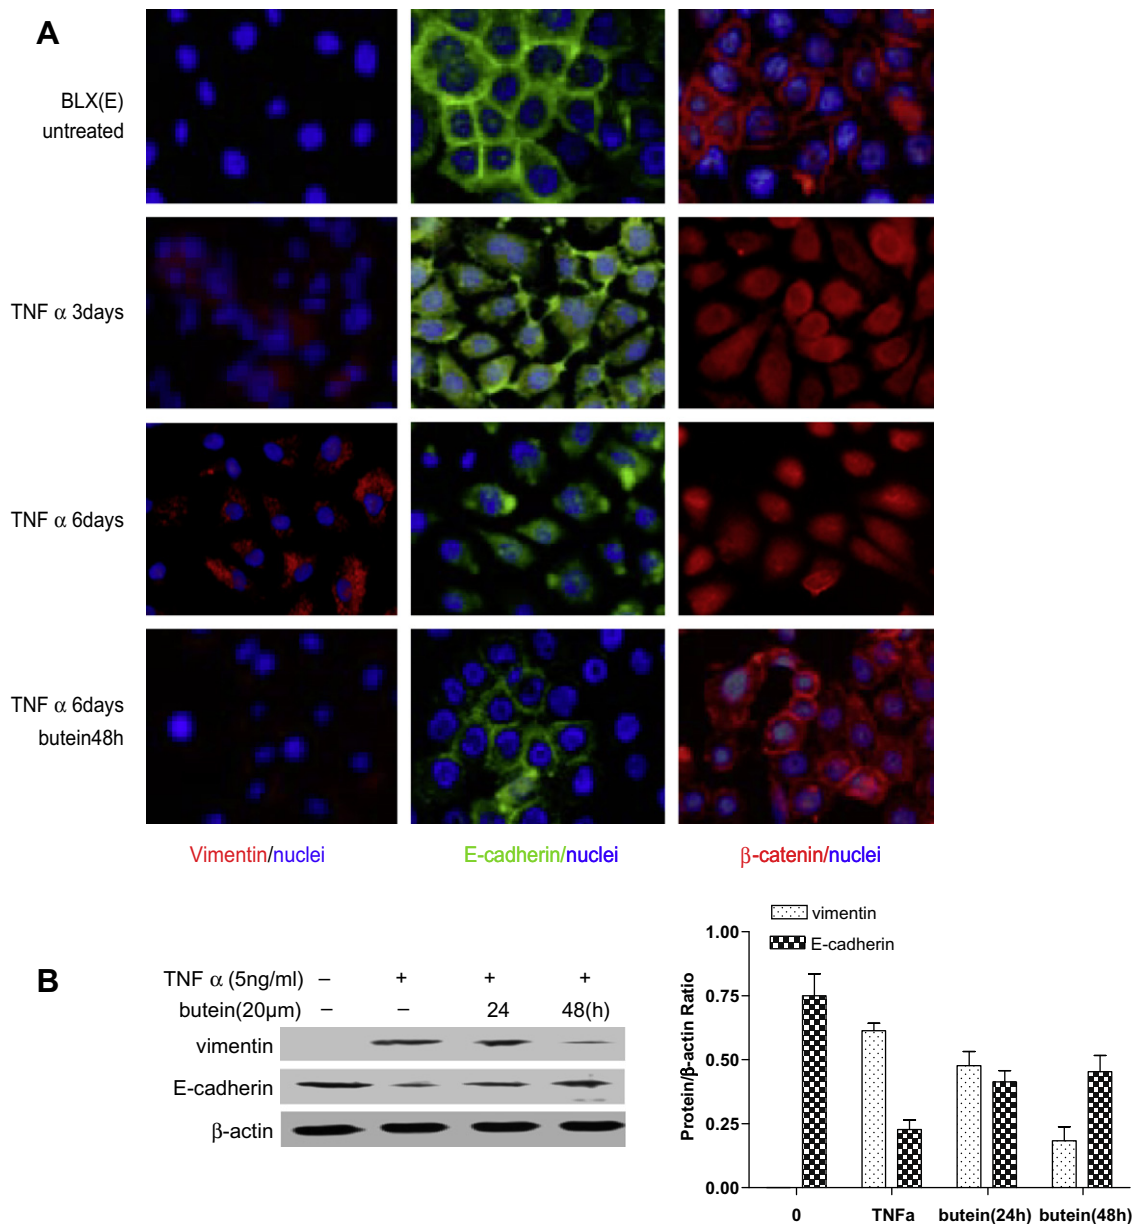 A
BLX(E)
untreated
TNF α 3days
TNF α 6days
TNF α 6days
butein48h
Vimentin/nuclei
E-cadherin/nuclei
β-catenin/nuclei
B
TNF α (5ng/ml) – + + +
butein(20μm) – – 24 48(h)
vimentin
E-cadherin
β-actin
vimentin
E-cadherin
Protein/β-actin Ratio
1.00
0.75
0.50
0.25
0.00
0 TNFa butein(24h) butein(48h)